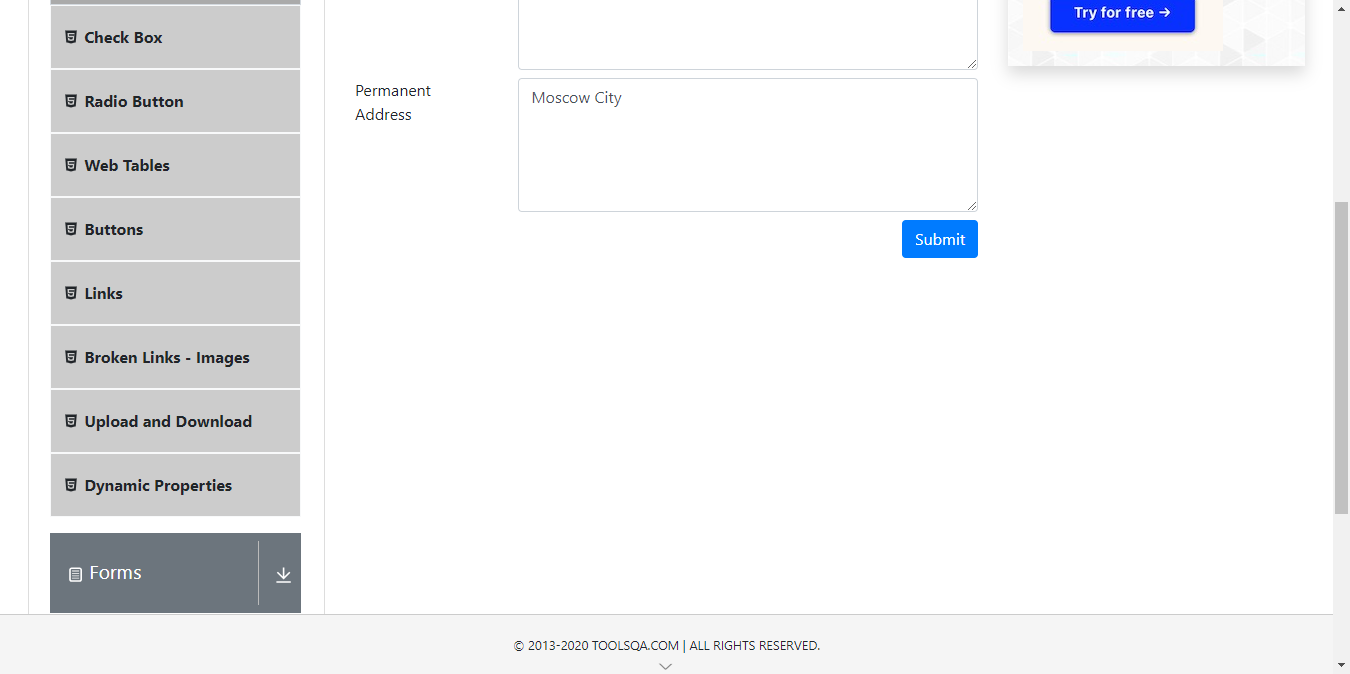 Check Box
Radio Button
Web Tables
Buttons
Links
Broken Links - Images
Upload and Download
Dynamic Properties
Forms
Permanent
Address
Moscow City
Submit
Try for free →
© 2013-2020 TOOLSQA.COM | ALL RIGHTS RESERVED.